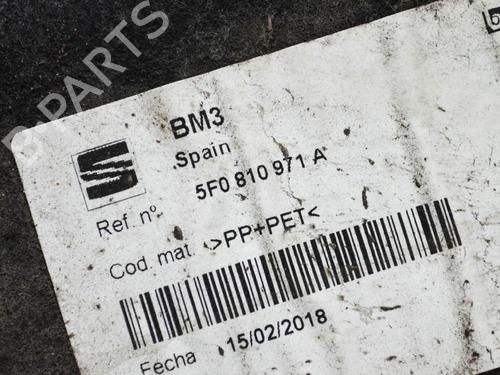 B-PARTS
BM3
Spain
Ref. nº 5F0 810 971 A
Cod. mat. >PP+PET<
Fecha 15/02/2018